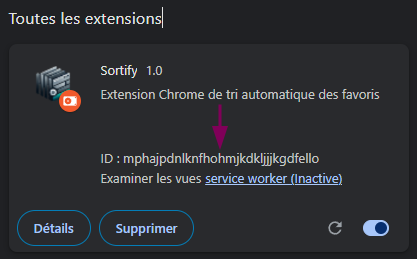 Toutes les extensions
Sortify 1.0
Extension Chrome de tri automatique des favoris
ID : mphajpdnlknfhohmjkdkljjjkgdfello
Examiner les vues service worker (Inactive)
Détails
Supprimer